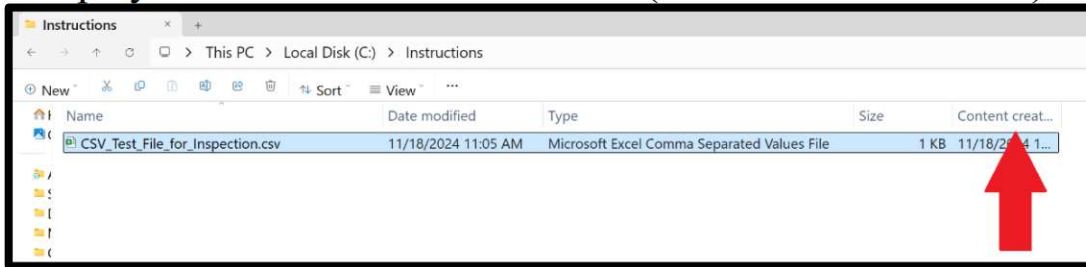 Instructions
This PC > Local Disk (C:) > Instructions
New Sort View ...
Name Date modified Type Size Content creat...
CSV_Test_File_for_Inspection.csv 11/18/2024 11:05 AM Microsoft Excel Comma Separated Values File 1 KB